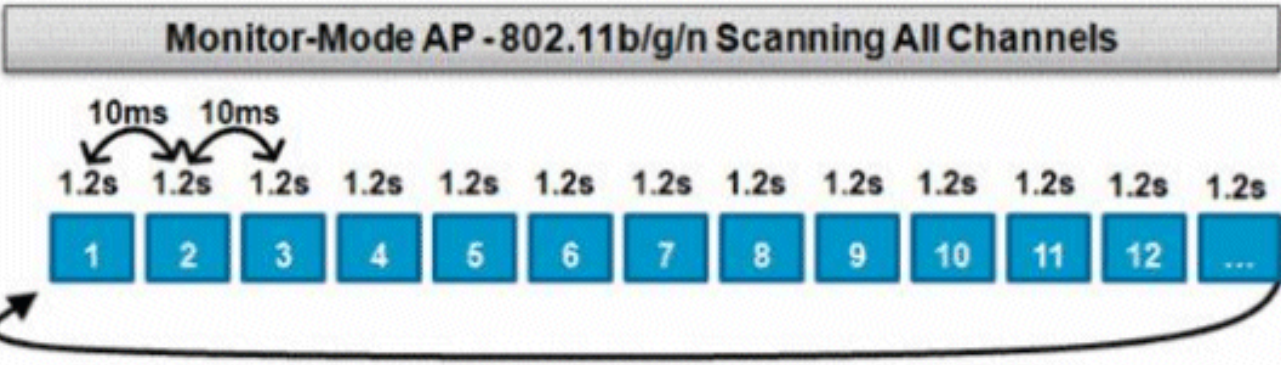 Monitor-Mode AP - 802.11b/g/n Scanning All Channels
10ms 10ms
1.2s 1.2s 1.2s 1.2s 1.2s 1.2s 1.2s 1.2s 1.2s 1.2s 1.2s 1.2s 1.2s
1 2 3 4 5 6 7 8 9 10 11 12 ...